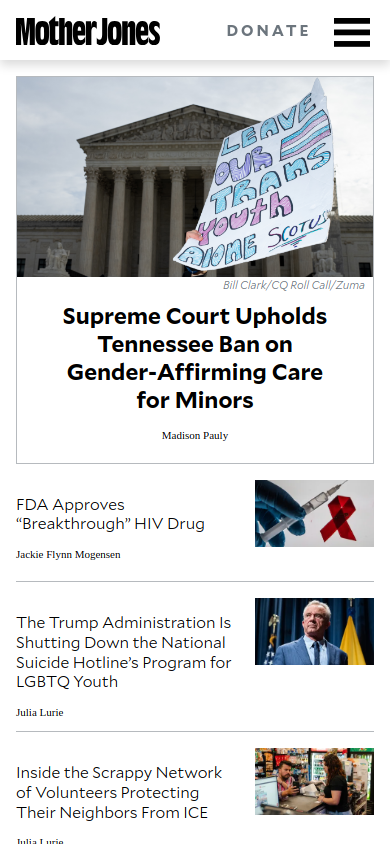 Mother Jones
DONATE
LEAVE
OUR
TRANS
YOUTH
ALONE SCOTUS
Bill Clark/CQ Roll Call/Zuma
Supreme Court Upholds
Tennessee Ban on
Gender-Affirming Care
for Minors
Madison Pauly
FDA Approves
“Breakthrough” HIV Drug
Jackie Flynn Mogensen
The Trump Administration Is
Shutting Down the National
Suicide Hotline’s Program for
LGBTQ Youth
Julia Lurie
Inside the Scrappy Network
of Volunteers Protecting
Their Neighbors From ICE
Julia Lurie